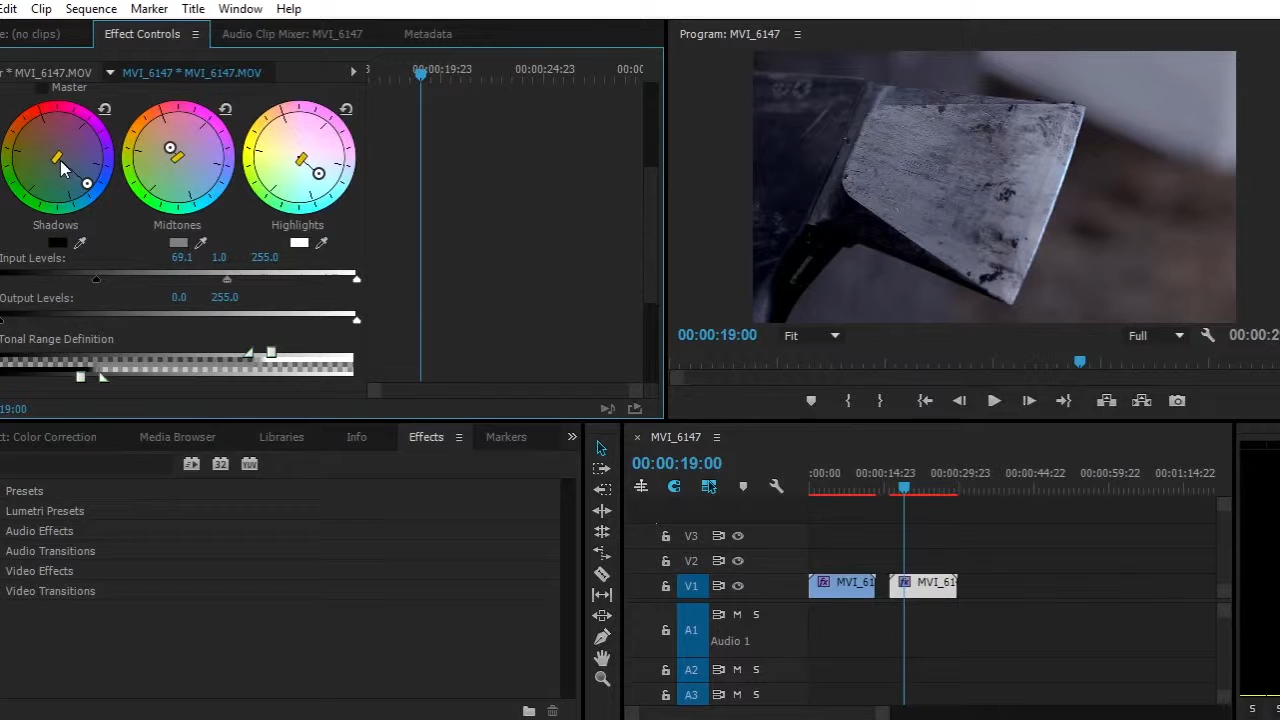 Edit Clip Sequence Marker Title Window Help
(no clips) Effect Controls Audio Clip Mixer: MVI_6147 Metadata
* MVI_6147.MOV MVI_6147 * MVI_6147.MOV
00:00:19:23 00:00:24:23 00:00
Master
Shadows Midtones Highlights
Input Levels: 69.1 1.0 255.0
Output Levels: 0.0 255.0
Tonal Range Definition
:19:00
Program: MVI_6147
00:00:19:00 Fit Full 00:00:2
: Color Correction Media Browser Libraries Info Effects Markers
32 YUV
Presets
Lumetri Presets
Audio Effects
Audio Transitions
Video Effects
Video Transitions
× MVI_6147
00:00:19:00
:00:00 00:00:14:23 00:00:29:23 00:00:44:22 00:00:59:22 00:01:14:22
V3
V2
V1 fx MVI_61 fx MVI_61
A1 M S
Audio 1
A2 M S
A3 M S
S S